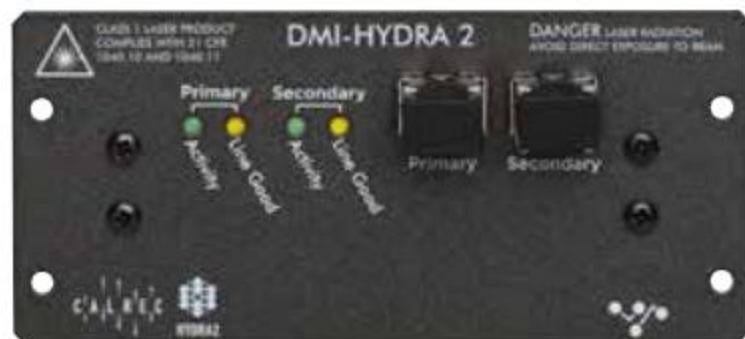 CLASS 1 LASER PRODUCT
COMPLIES WITH 21 CFR
1040.10 AND 1040.11
DMI-HYDRA 2
DANGER LASER RADIATION
AVOID DIRECT EXPOSURE TO BEAM
Primary
Secondary
Activity
Line Good
Activity
Line Good
Primary
Secondary
CALREC
HYDRA2